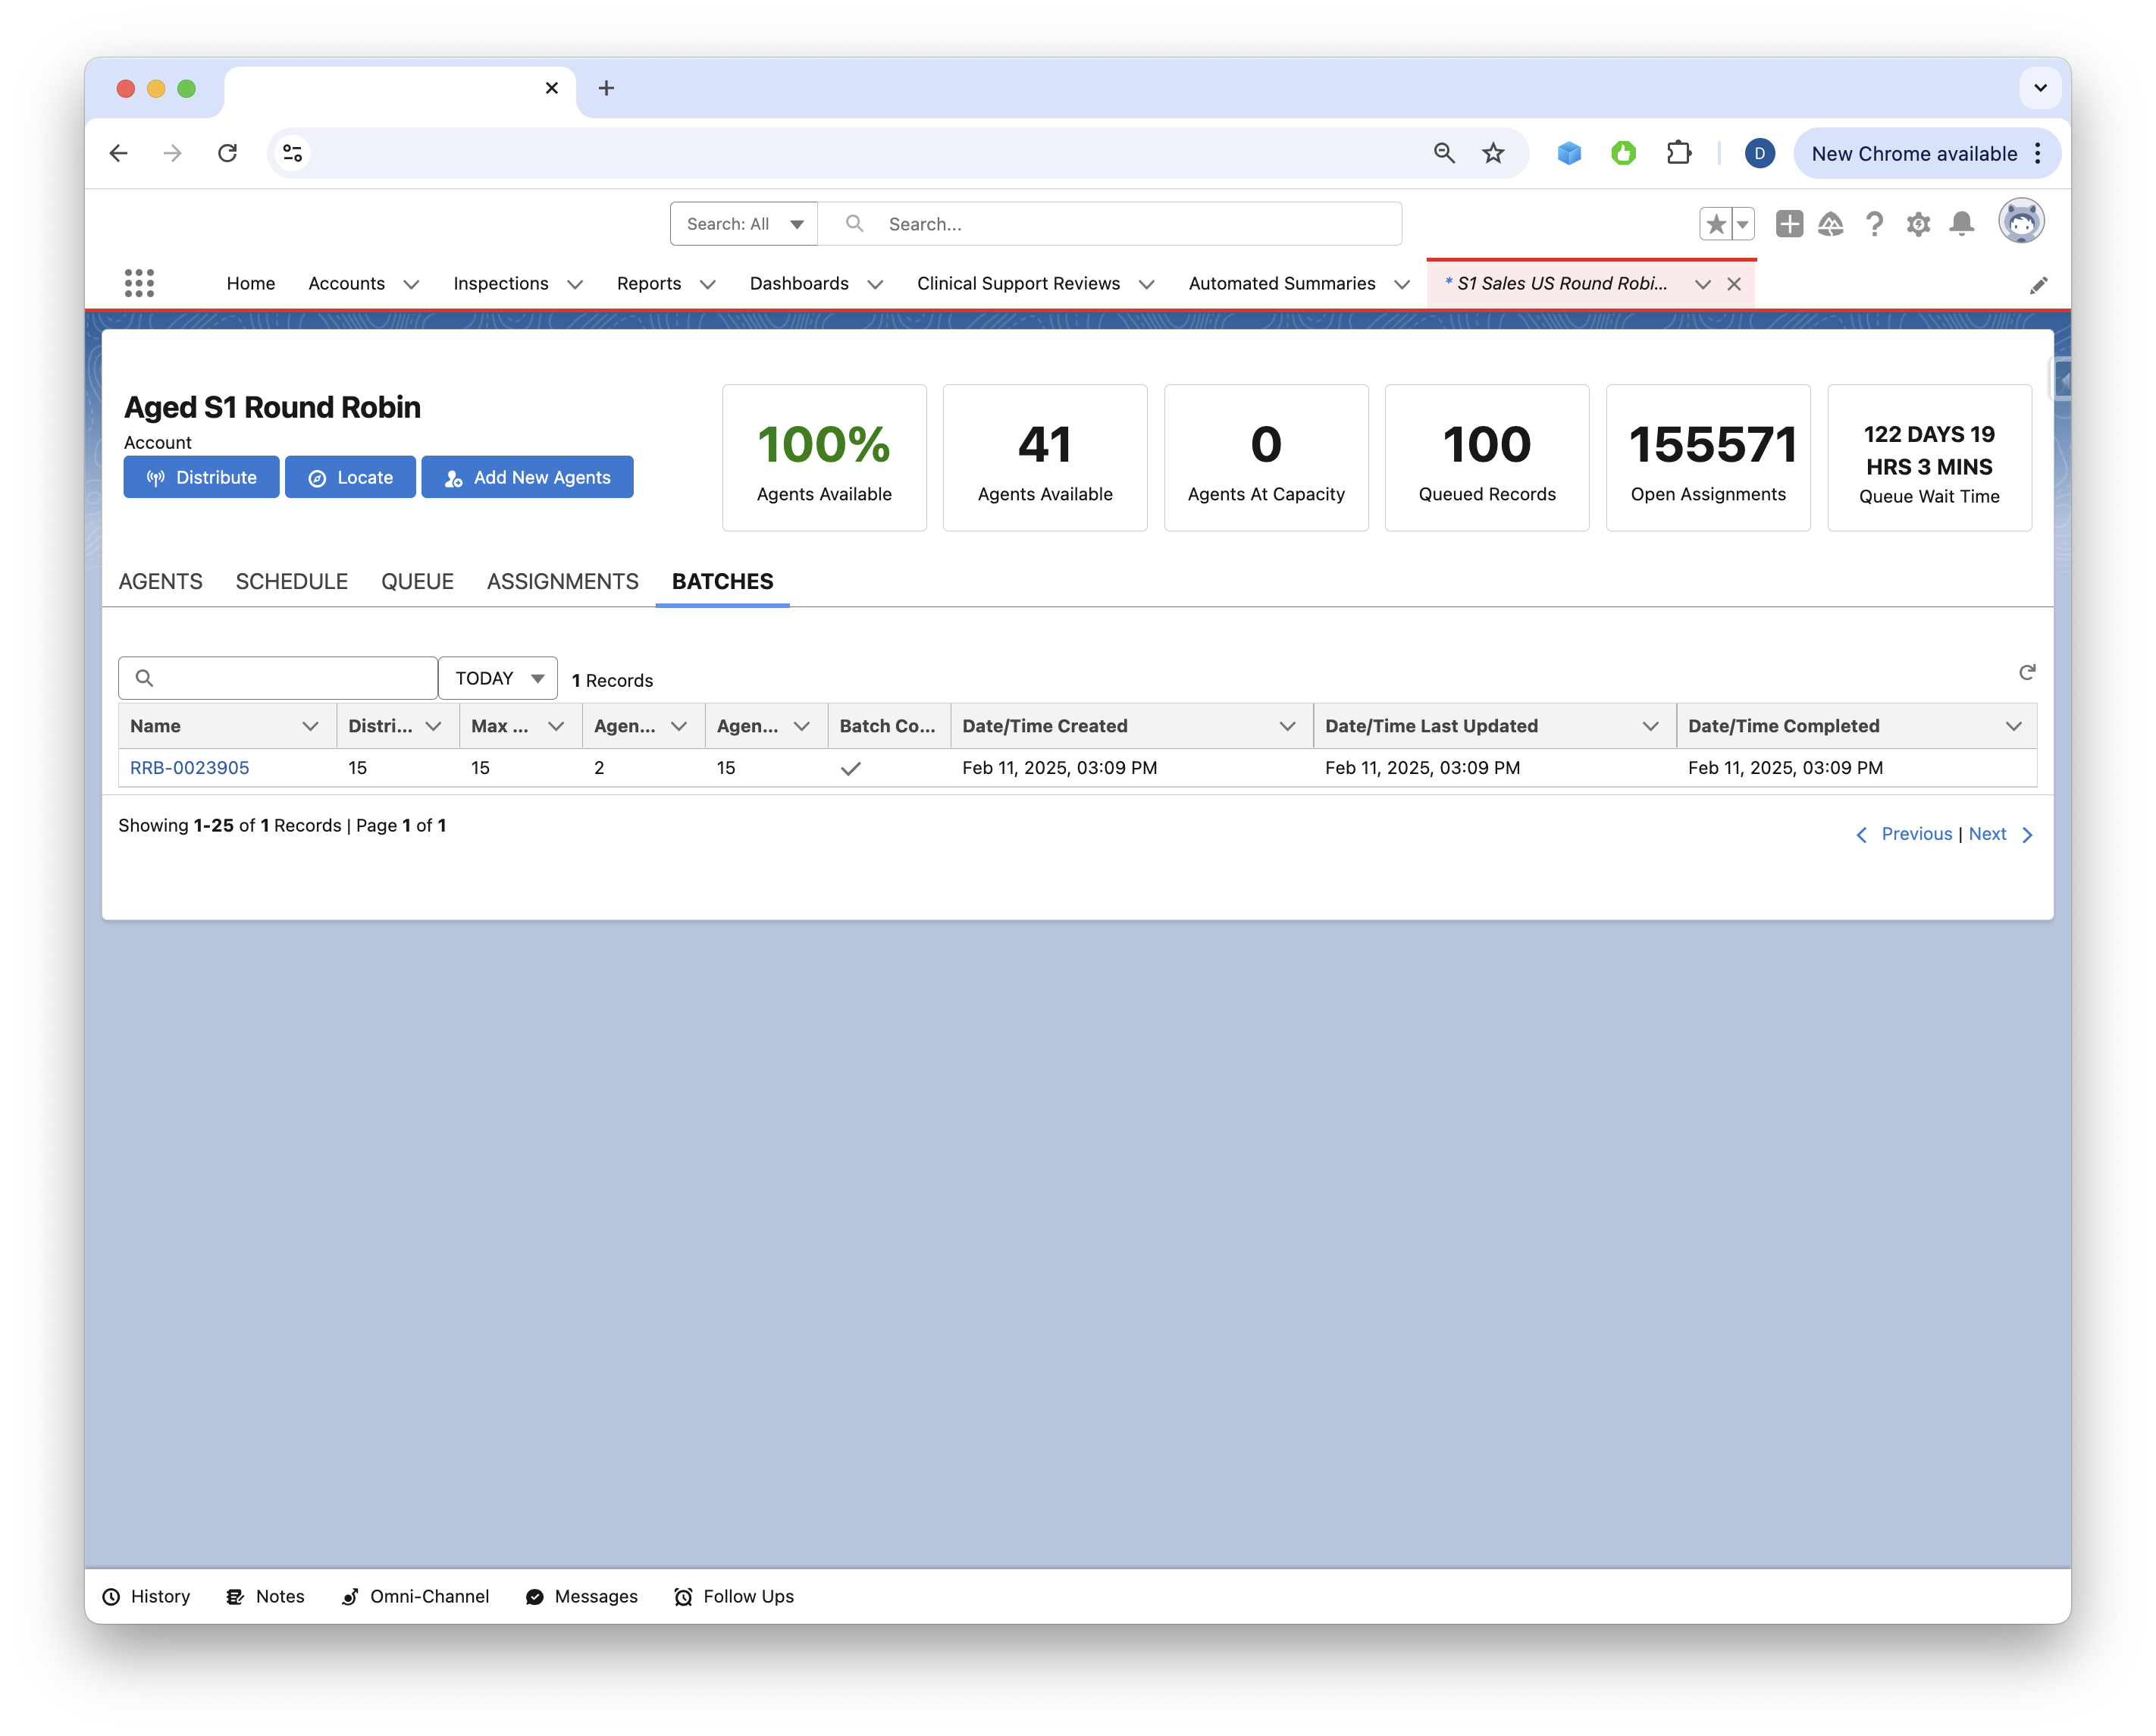 D
New Chrome available
Search: All
Search...
Home
Accounts
Inspections
Reports
Dashboards
Clinical Support Reviews
Automated Summaries
* S1 Sales US Round Robi...
Aged S1 Round Robin
Account
Distribute
Locate
Add New Agents
100%
Agents Available
41
Agents Available
0
Agents At Capacity
100
Queued Records
155571
Open Assignments
122 DAYS 19
HRS 3 MINS
Queue Wait Time
AGENTS
SCHEDULE
QUEUE
ASSIGNMENTS
BATCHES
TODAY
1 Records
Name
Distri...
Max ...
Agen...
Agen...
Batch Co...
Date/Time Created
Date/Time Last Updated
Date/Time Completed
RRB-0023905
15
15
2
15
Feb 11, 2025, 03:09 PM
Feb 11, 2025, 03:09 PM
Feb 11, 2025, 03:09 PM
Showing 1-25 of 1 Records | Page 1 of 1
Previous | Next
History
Notes
Omni-Channel
Messages
Follow Ups